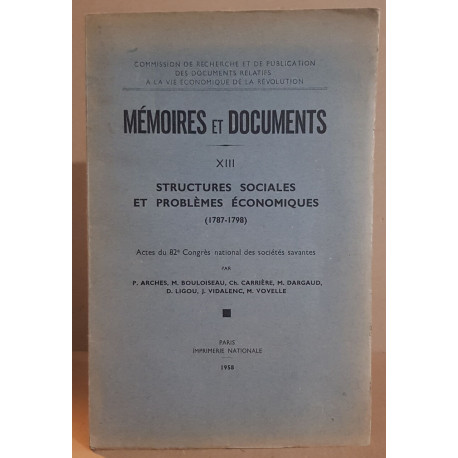 COMMISSION DE RECHERCHE ET DE PUBLICATION
DES DOCUMENTS RELATIFS
A LA VIE ÉCONOMIQUE DE LA RÉVOLUTION
MÉMOIRES ET DOCUMENTS
XIII
STRUCTURES SOCIALES
ET PROBLÈMES ÉCONOMIQUES
(1787-1798)
Actes du 82e Congrès national des sociétés savantes
PAR
P. ARCHES, M. BOULOISEAU, Ch. CARRIÈRE, M. DARGAUD,
D. LIGOU, J. VIDALENC, M. VOVELLE
PARIS
IMPRIMERIE NATIONALE
1958